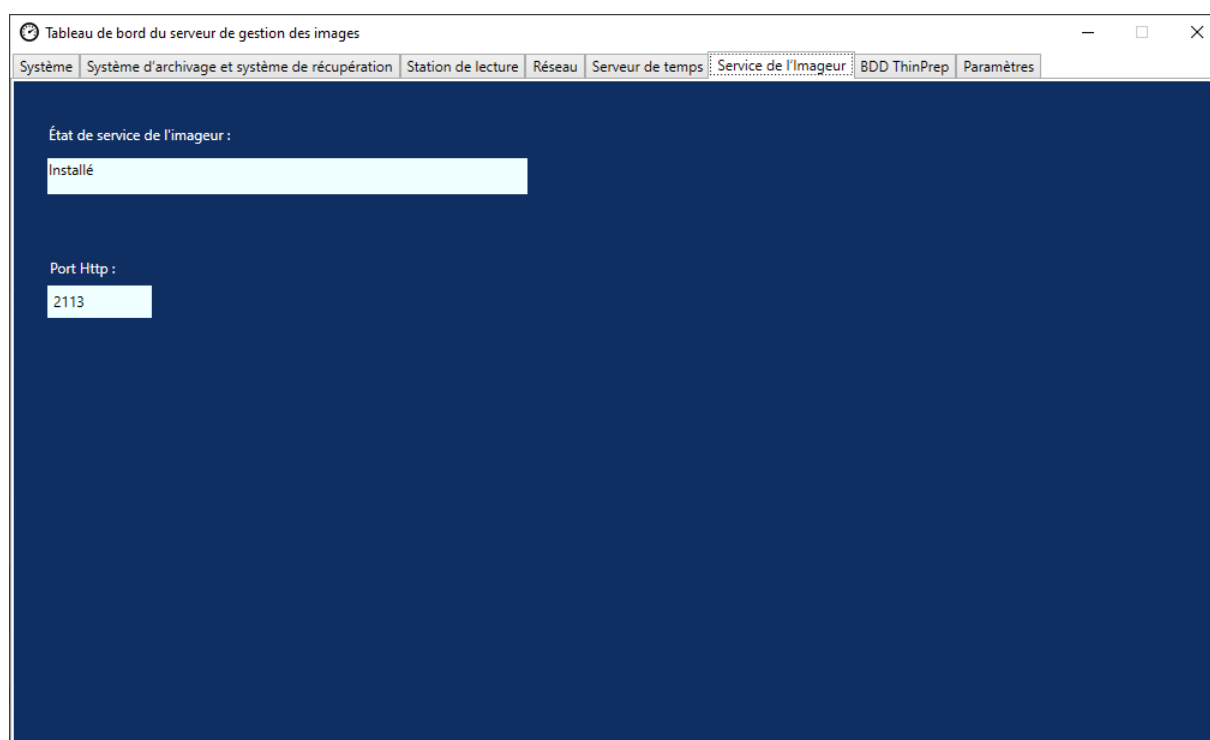 Tableau de bord du serveur de gestion des images
Système Système d'archivage et système de récupération Station de lecture Réseau Serveur de temps Service de l'Imageur BDD ThinPrep Paramètres
État de service de l'imageur :
Installé
Port Http :
2113